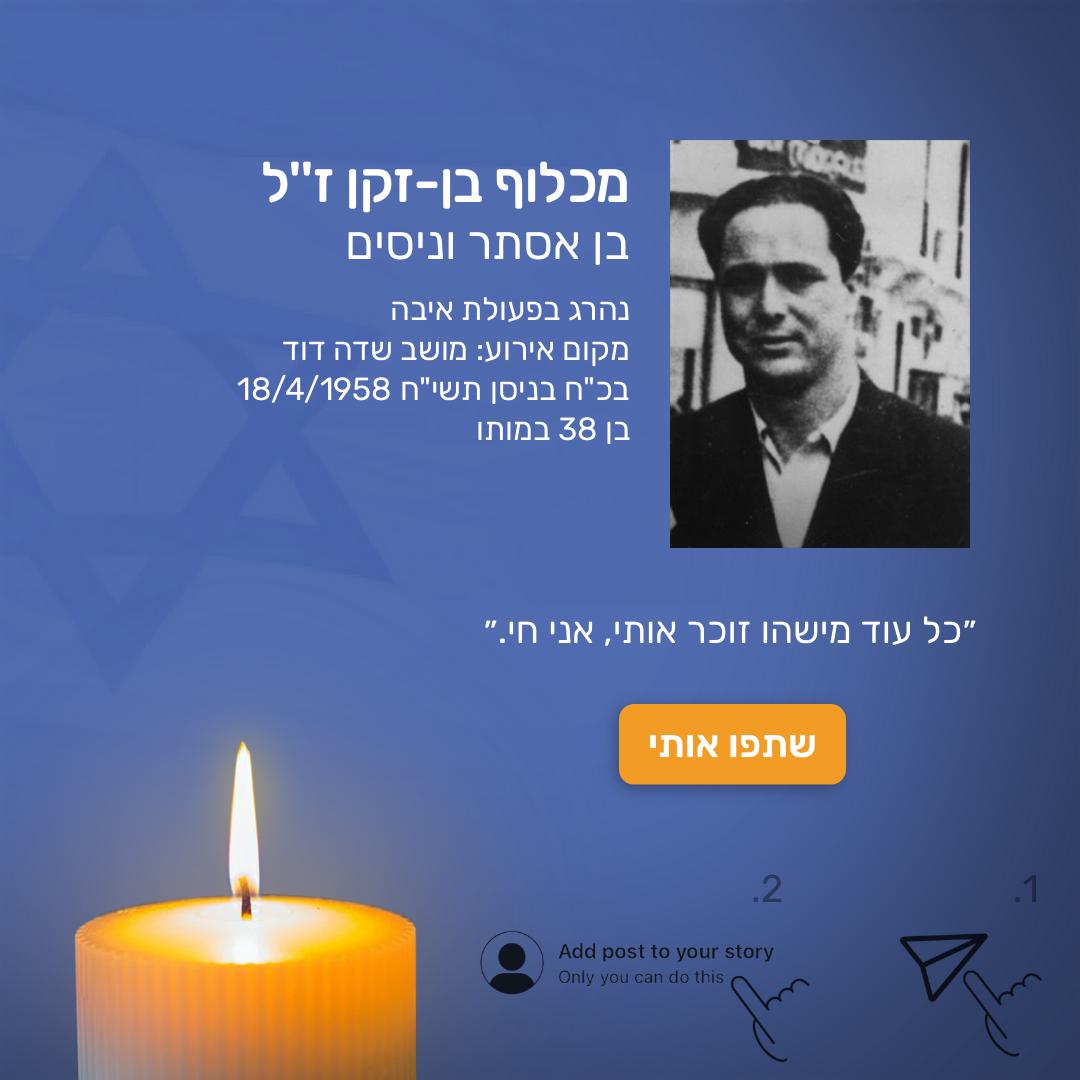 מכלוף בן-זקן ז"ל
בן אסתר וניסים
נהרג בפעולת איבה
מקום אירוע: מושב שדה דוד
בכ"ח בניסן תשי"ח 18/4/1958
בן 38 במותו
״כל עוד מישהו זוכר אותי, אני חי.״
שתפו אותי
1.
2.
Add post to your story
Only you can do this